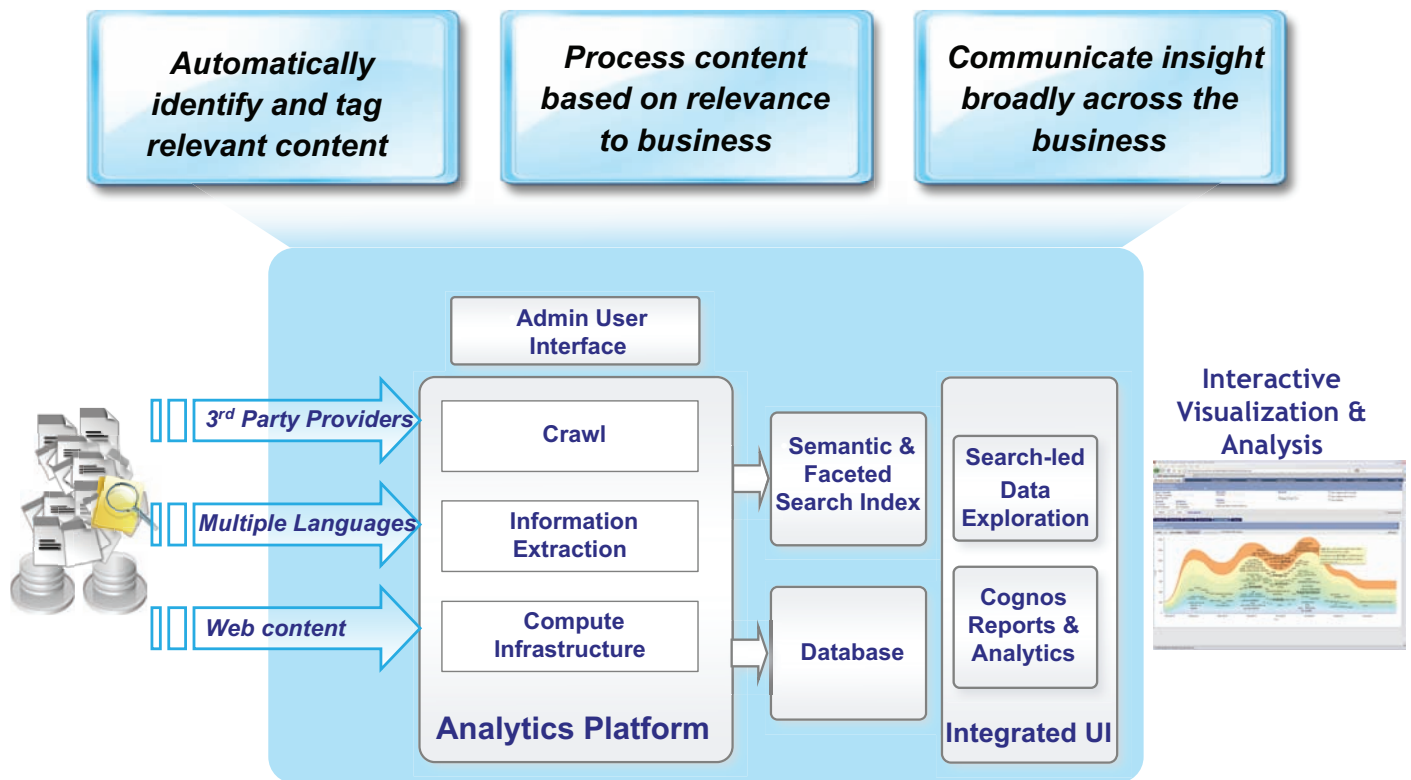 Automatically
identify and tag
relevant content
Process content
based on relevance
to business
Communicate insight
broadly across the
business
Admin User
Interface
3rd Party Providers
Multiple Languages
Web content
Crawl
Information
Extraction
Compute
Infrastructure
Analytics Platform
Semantic &
Faceted
Search Index
Database
Search-led
Data
Exploration
Cognos
Reports &
Analytics
Integrated UI
Interactive
Visualization &
Analysis